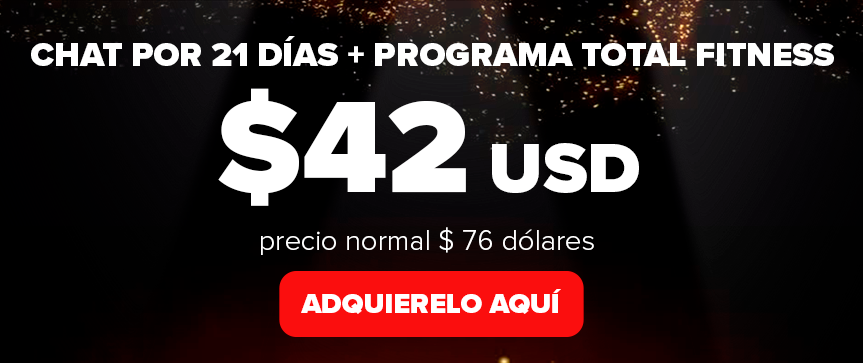 CHAT POR 21 DÍAS + PROGRAMA TOTAL FITNESS
$42 USD
precio normal $ 76 dólares
ADQUIERELO AQUÍ